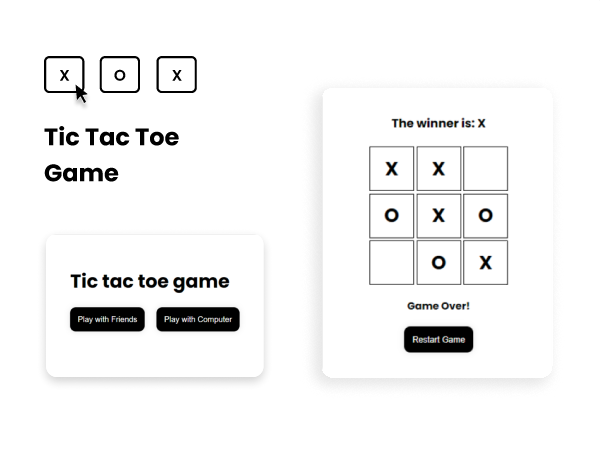 X O X
Tic Tac Toe
Game
Tic tac toe game
Play with Friends Play with Computer
The winner is: X
X X
O X O
O X
Game Over!
Restart Game